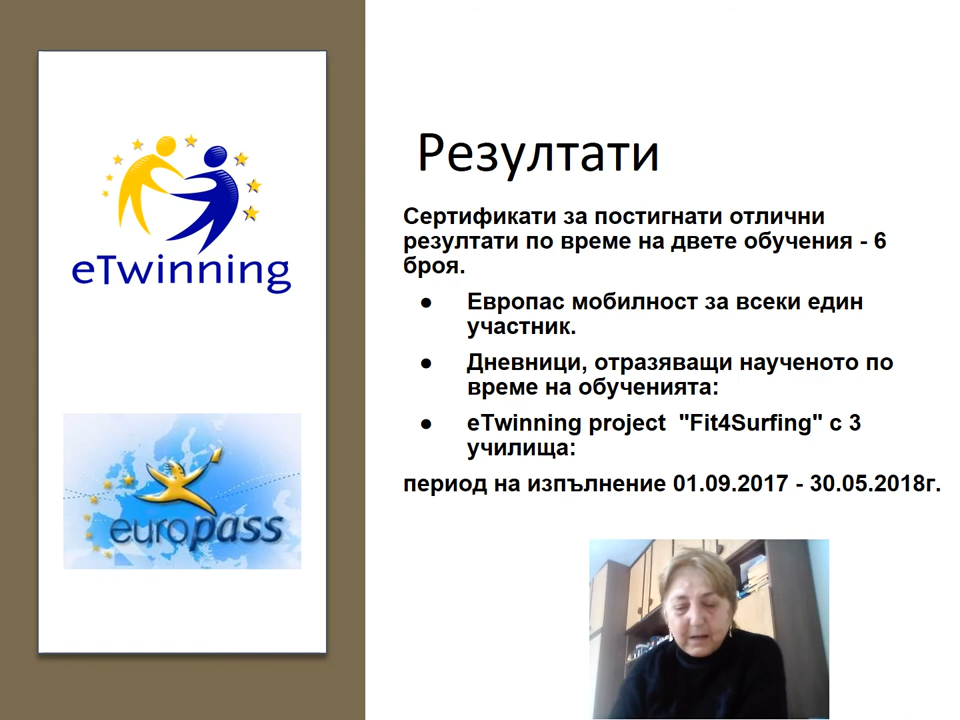 eTwinning
europass
Резултати
Сертификати за постигнати отлични
резултати по време на двете обучения - 6
броя.
● Европас мобилност за всеки един
участник.
● Дневници, отразяващи наученото по
време на обученията:
● eTwinning project "Fit4Surfing" с 3
училища:
период на изпълнение 01.09.2017 - 30.05.2018г.